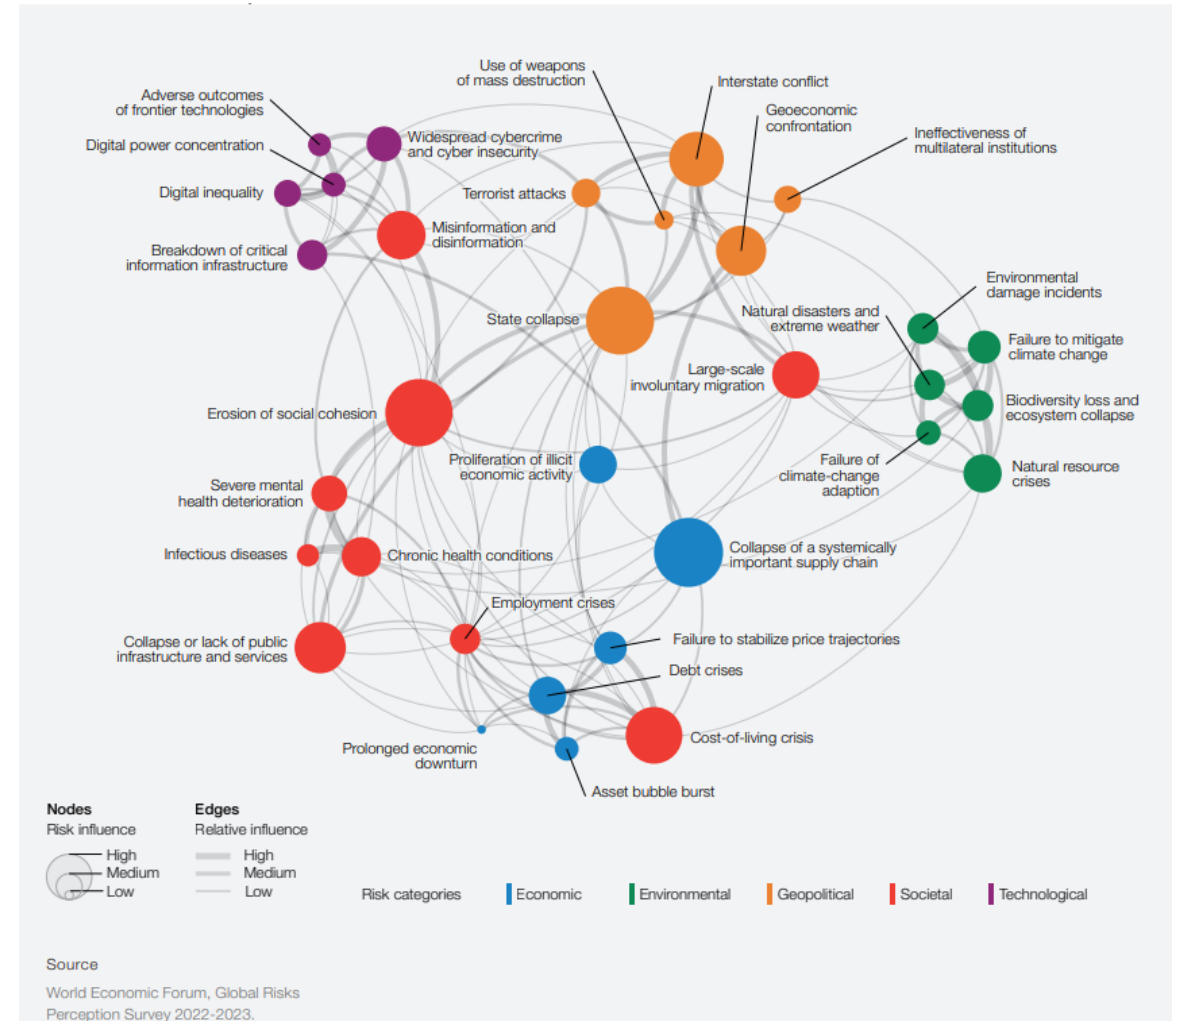 Use of weapons
of mass destruction
Interstate conflict
Adverse outcomes
of frontier technologies
Geoeconomic
confrontation
Ineffectiveness of
multilateral institutions
Digital power concentration
Widespread cybercrime
and cyber insecurity
Digital inequality
Terrorist attacks
Misinformation and
disinformation
Breakdown of critical
information infrastructure
Environmental
damage incidents
State collapse
Natural disasters and
extreme weather
Failure to mitigate
climate change
Large-scale
involuntary migration
Erosion of social cohesion
Biodiversity loss and
ecosystem collapse
Proliferation of illicit
economic activity
Failure of
climate-change
adaption
Natural resource
crises
Severe mental
health deterioration
Infectious diseases
Chronic health conditions
Collapse of a systemically
important supply chain
Employment crises
Collapse or lack of public
infrastructure and services
Failure to stabilize price trajectories
Debt crises
Prolonged economic
downturn
Cost-of-living crisis
Asset bubble burst
Nodes
Risk influence
High
Medium
Low
Edges
Relative influence
High
Medium
Low
Risk categories
Economic
Environmental
Geopolitical
Societal
Technological
Source
World Economic Forum, Global Risks
Perception Survey 2022-2023.